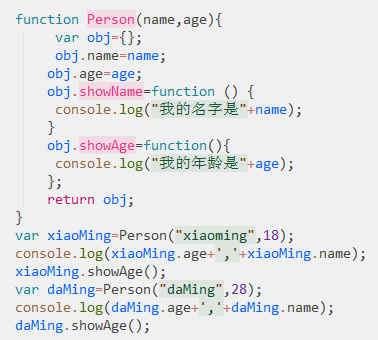 function Person(name,age){
var obj={};
obj.name=name;
obj.age=age;
obj.showName=function () {
console.log("我的名字是"+name);
}
obj.showAge=function(){
console.log("我的年龄是"+age);
};
return obj;
}
var xiaoMing=Person("xiaoming",18);
console.log(xiaoMing.age+','+xiaoMing.name);
xiaoMing.showAge();
var daMing=Person("daMing",28);
console.log(daMing.age+','+daMing.name);
daMing.showAge();